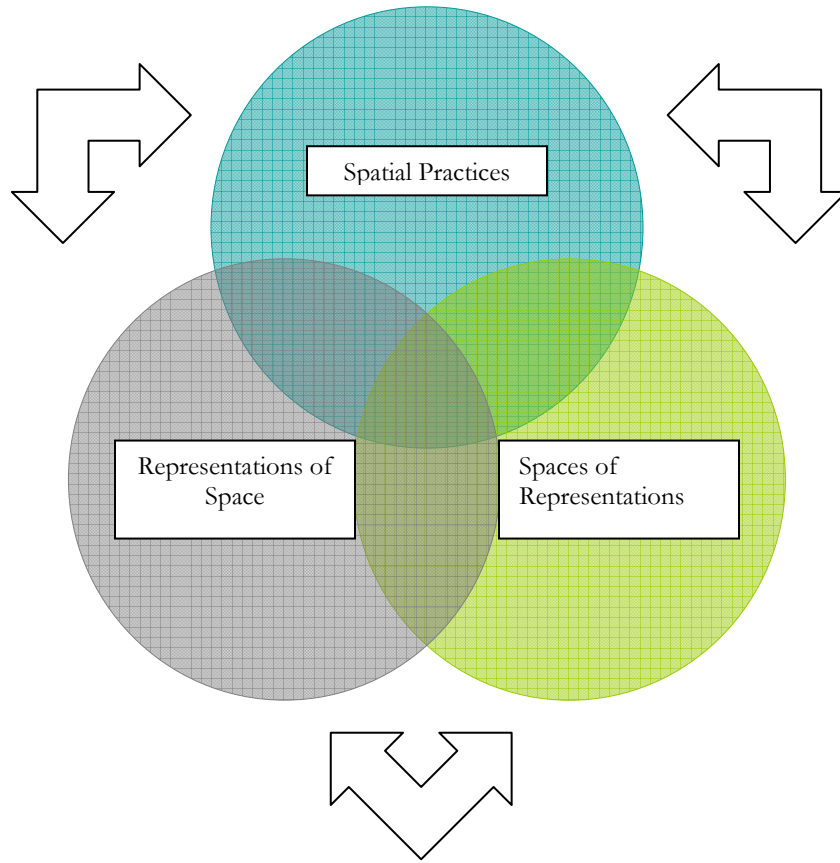 Spatial Practices
Representations of
Space
Spaces of
Representations